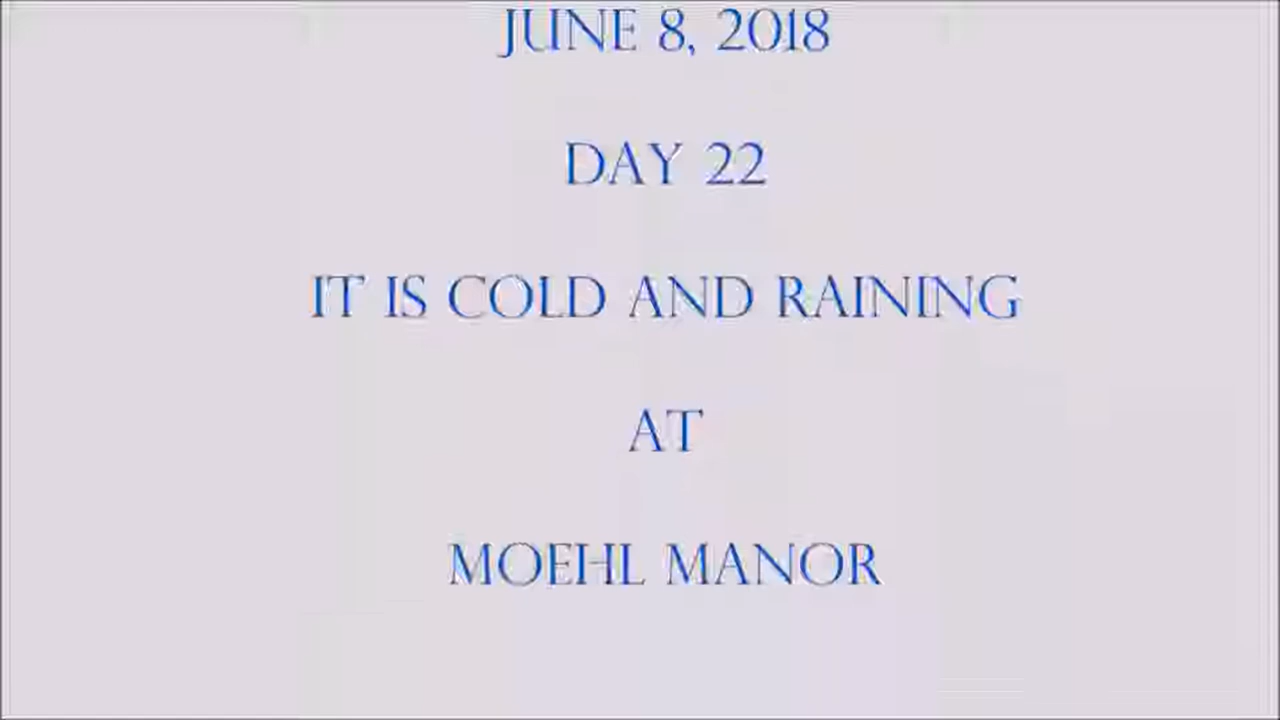 JUNE 8, 2018
DAY 22
IT IS COLD AND RAINING
AT
MOEHL MANOR